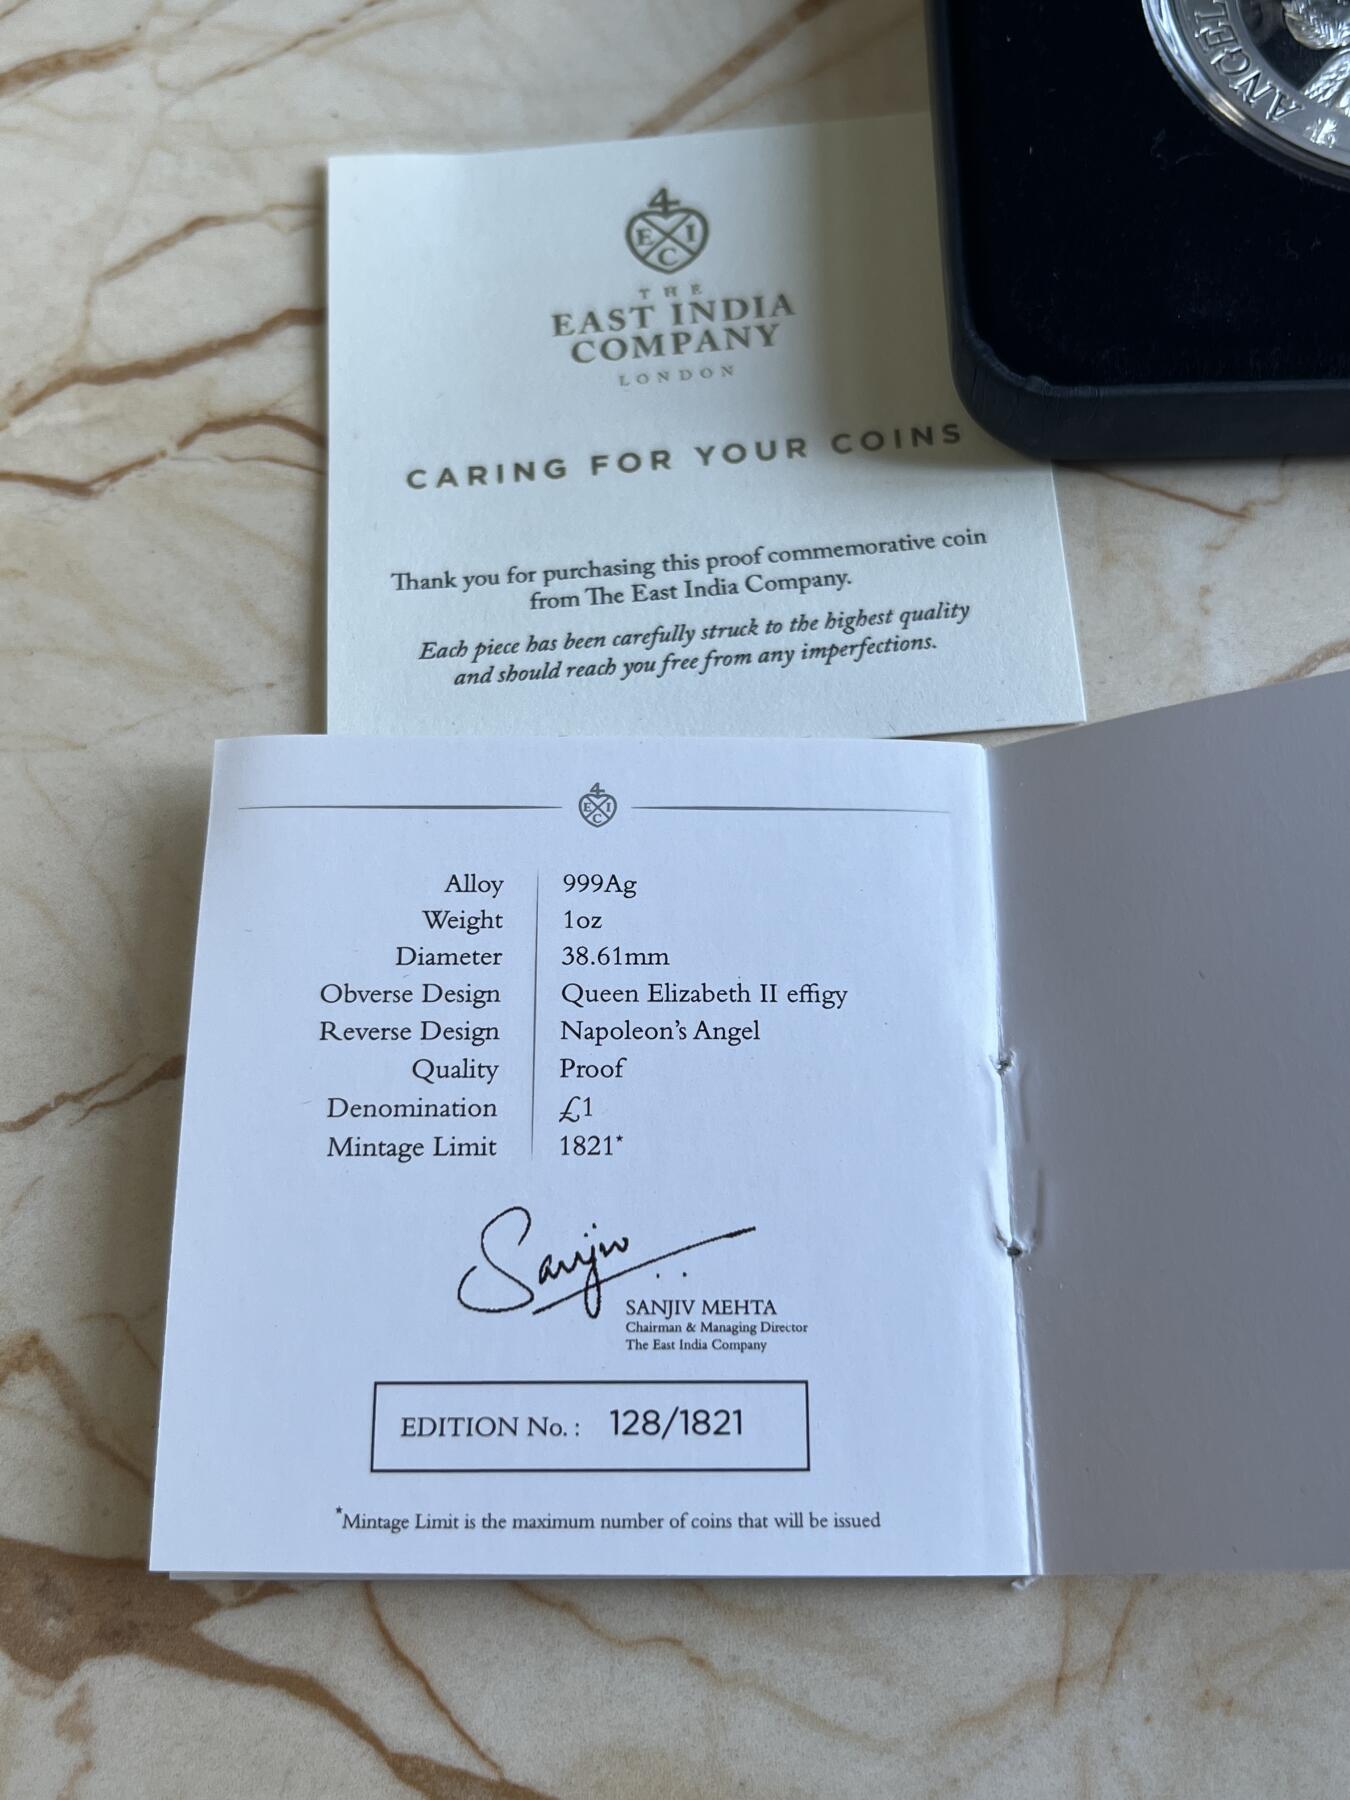 ANGEL
4
E I
C
THE
EAST INDIA
COMPANY
LONDON
CARING FOR YOUR COINS
Thank you for purchasing this proof commemorative coin
from The East India Company.
Each piece has been carefully struck to the highest quality
and should reach you free from any imperfections.
4
E I
C
Alloy 999Ag
Weight 1oz
Diameter 38.61mm
Obverse Design Queen Elizabeth II effigy
Reverse Design Napoleon's Angel
Quality Proof
Denomination £1
Mintage Limit 1821*
Sanjiv
SANJIV MEHTA
Chairman & Managing Director
The East India Company
EDITION No.: 128/1821
*Mintage Limit is the maximum number of coins that will be issued